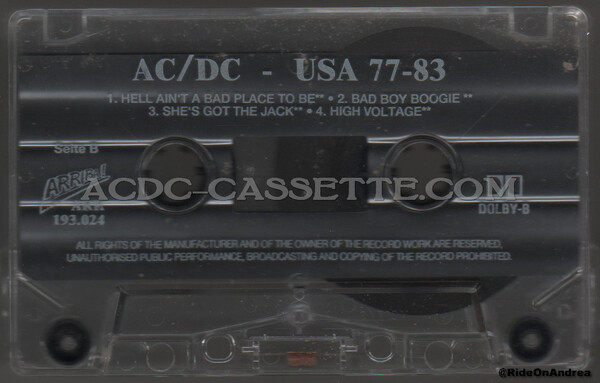 AC/DC - USA 77-83
1. HELL AIN'T A BAD PLACE TO BE** • 2. BAD BOY BOOGIE **
3. SHE'S GOT THE JACK** • 4. HIGH VOLTAGE**
Seite B
ARRIBA!
ACDC-CASSETTE.COM
ARR
193.024
DOLBY-B
ALL RIGHTS OF THE MANUFACTURER AND OF THE OWNER OF THE RECORD WORK ARE RESERVED.
UNAUTHORISED PUBLIC PERFORMANCE, BROADCASTING AND COPYING OF THE RECORD PROHIBITED.
@RideOnAndrea